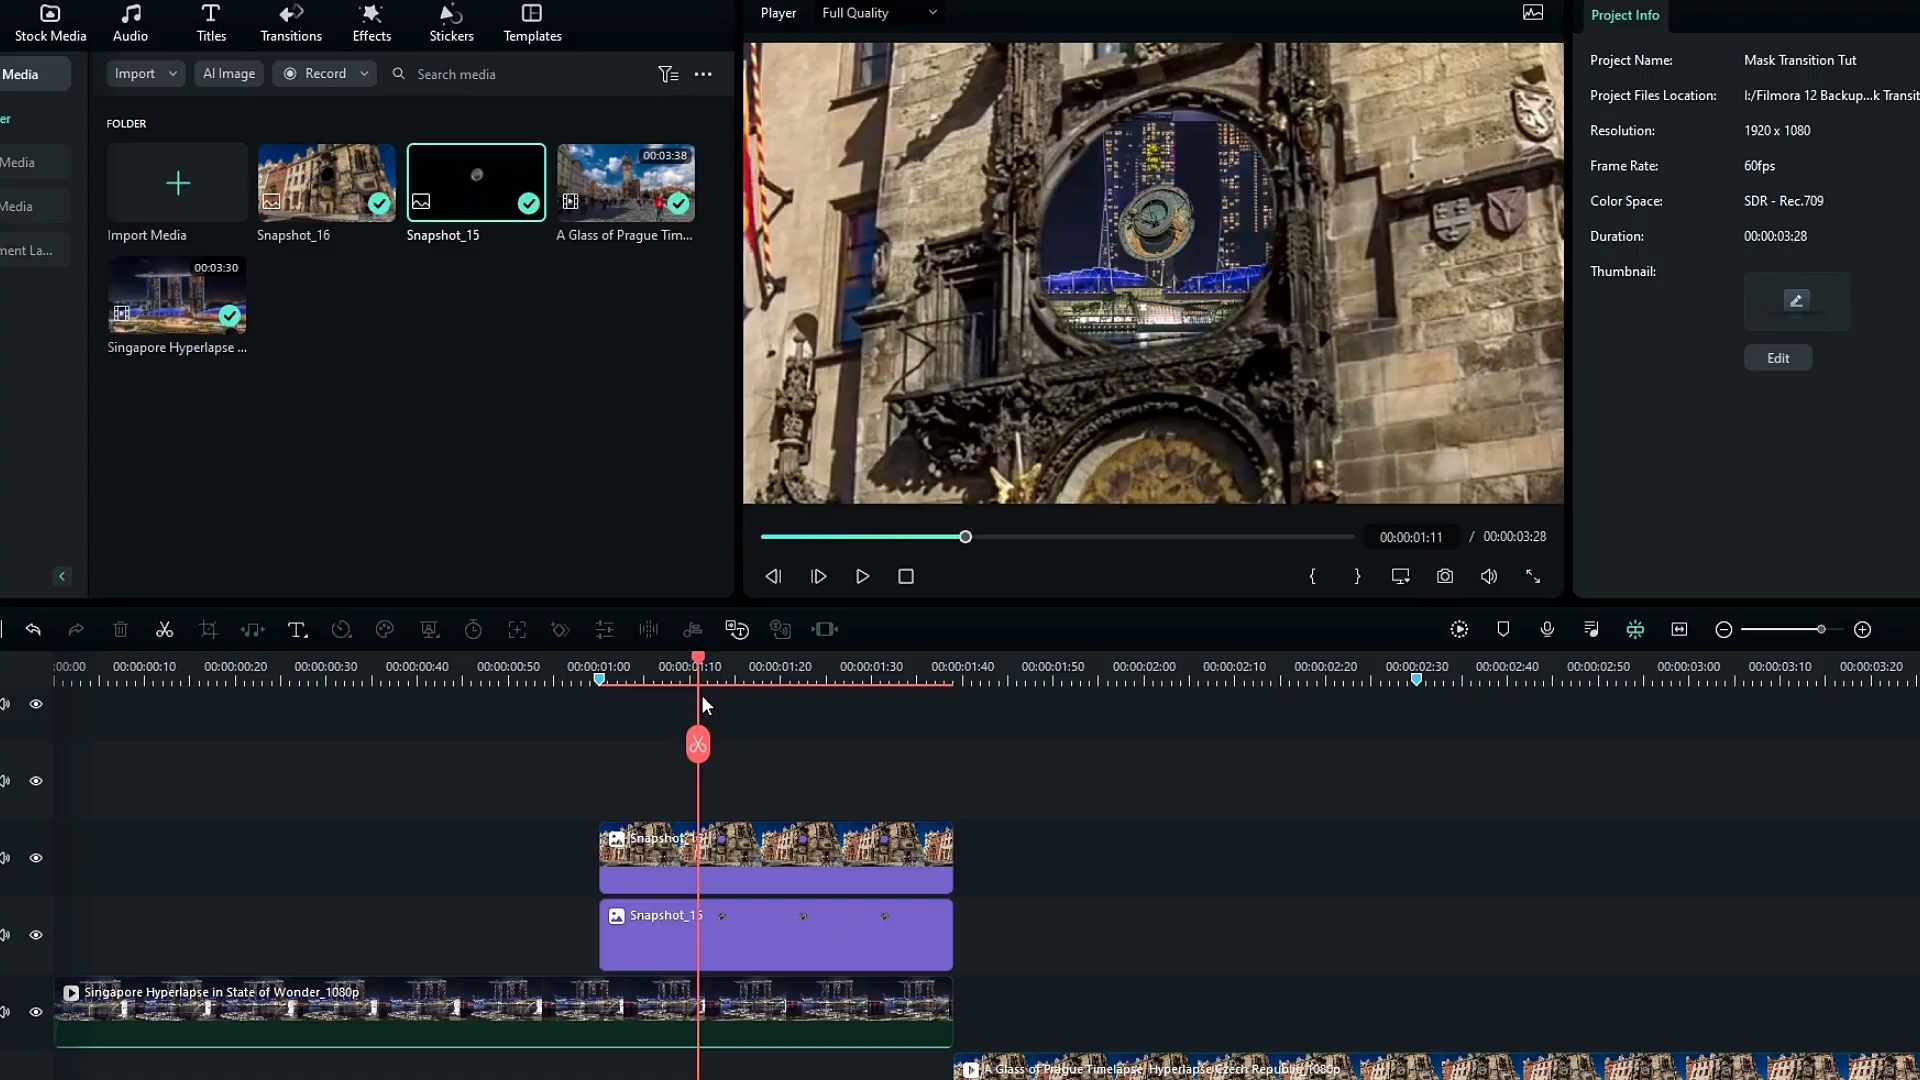 Stock Media
Audio
Titles
Transitions
Effects
Stickers
Templates
Player
Full Quality
Project Info
Media
Import
AI Image
Record
Search media
er
Media
Media
ment La...
FOLDER
00:03:38
Import Media
Snapshot_16
Snapshot_15
A Glass of Prague Tim...
00:03:30
Singapore Hyperlapse ...
Project Name:
Mask Transition Tut
Project Files Location:
I:/Filmora 12 Backup...k Transit
Resolution:
1920 x 1080
Frame Rate:
60fps
Color Space:
SDR - Rec.709
Duration:
00:00:03:28
Thumbnail:
Edit
00:00:01:11 / 00:00:03:28
:00:00
00:00:00:10
00:00:00:20
00:00:00:30
00:00:00:40
00:00:00:50
00:00:01:00
00:00:01:10
00:00:01:20
00:00:01:30
00:00:01:40
00:00:01:50
00:00:02:00
00:00:02:10
00:00:02:20
00:00:02:30
00:00:02:40
00:00:02:50
00:00:03:00
00:00:03:10
00:00:03:20
Snapshot_1
Snapshot_15
Singapore Hyperlapse in State of Wonder_1080p
A Glass of Prague Timelapse_Hyperlapse/Czech Republic_1080p